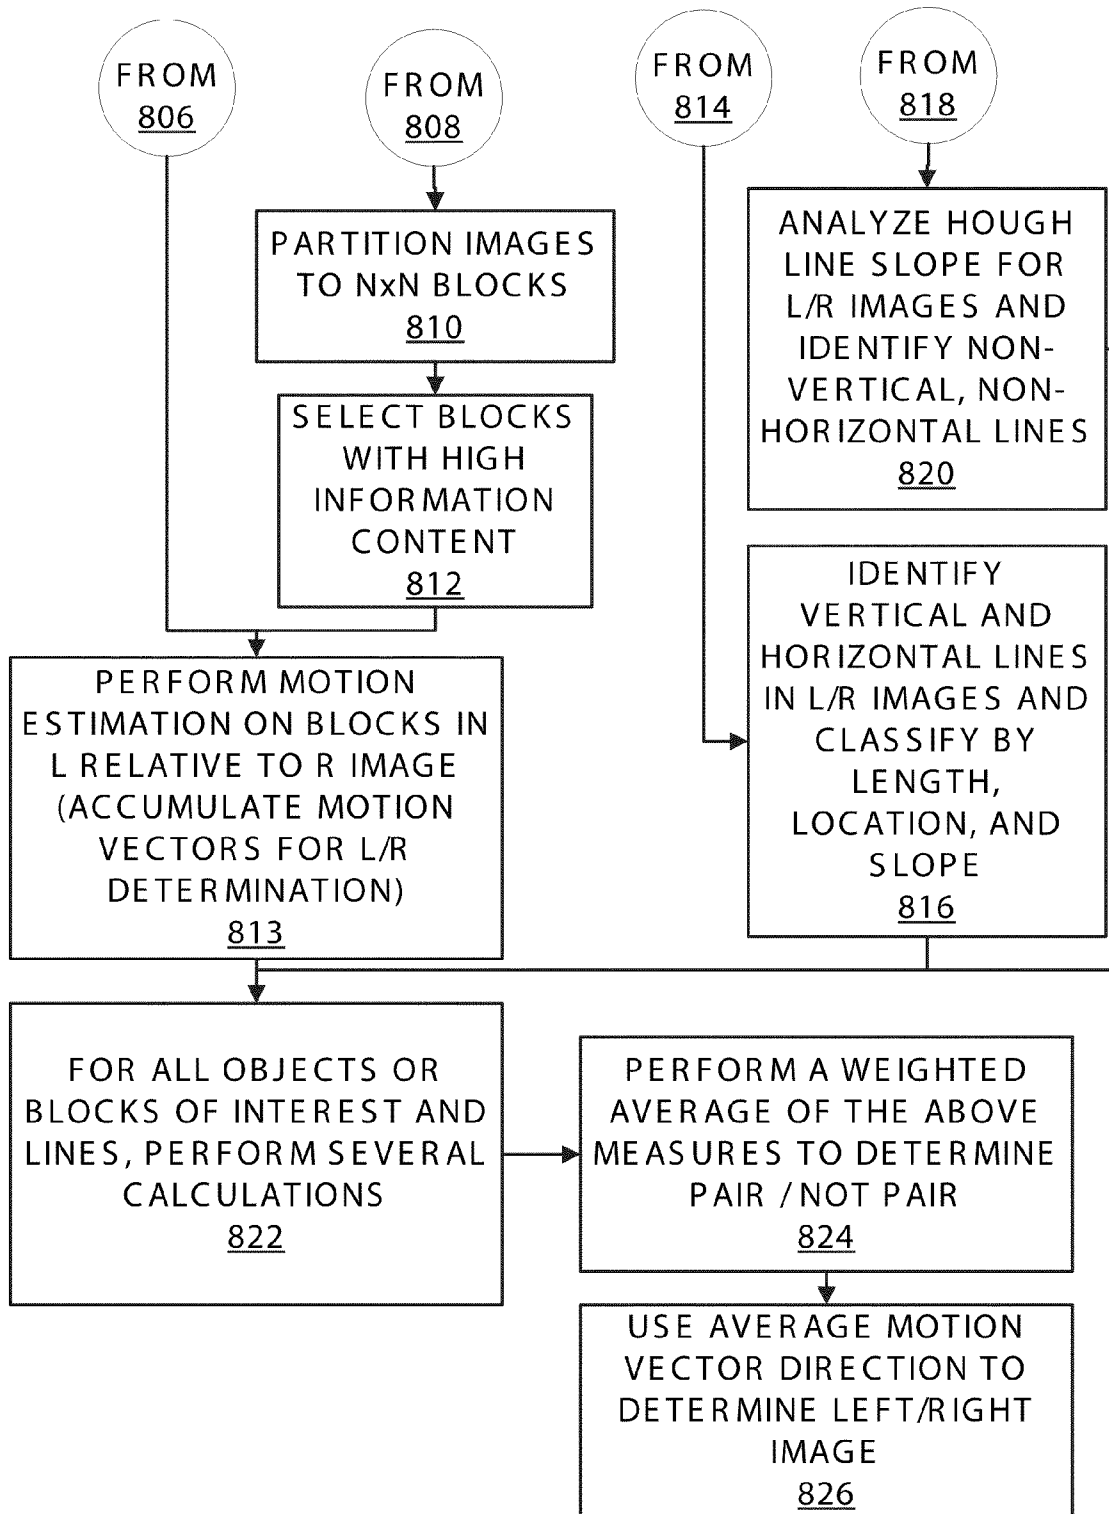 FROM
806
FROM
808
FROM
814
FROM
818
PARTITION IMAGES
TO NxN BLOCKS
810
ANALYZE HOUGH
LINE SLOPE FOR
L/R IMAGES AND
IDENTIFY NON-
VERTICAL, NON-
HORIZONTAL LINES
820
SELECT BLOCKS
WITH HIGH
INFORMATION
CONTENT
812
IDENTIFY
VERTICAL AND
HORIZONTAL LINES
IN L/R IMAGES AND
CLASSIFY BY
LENGTH,
LOCATION, AND
SLOPE
816
PERFORM MOTION
ESTIMATION ON BLOCKS IN
L RELATIVE TO R IMAGE
(ACCUMULATE MOTION
VECTORS FOR L/R
DETERMINATION)
813
FOR ALL OBJECTS OR
BLOCKS OF INTEREST AND
LINES, PERFORM SEVERAL
CALCULATIONS
822
PERFORM A WEIGHTED
AVERAGE OF THE ABOVE
MEASURES TO DETERMINE
PAIR / NOT PAIR
824
USE AVERAGE MOTION
VECTOR DIRECTION TO
DETERMINE LEFT/RIGHT
IMAGE
826